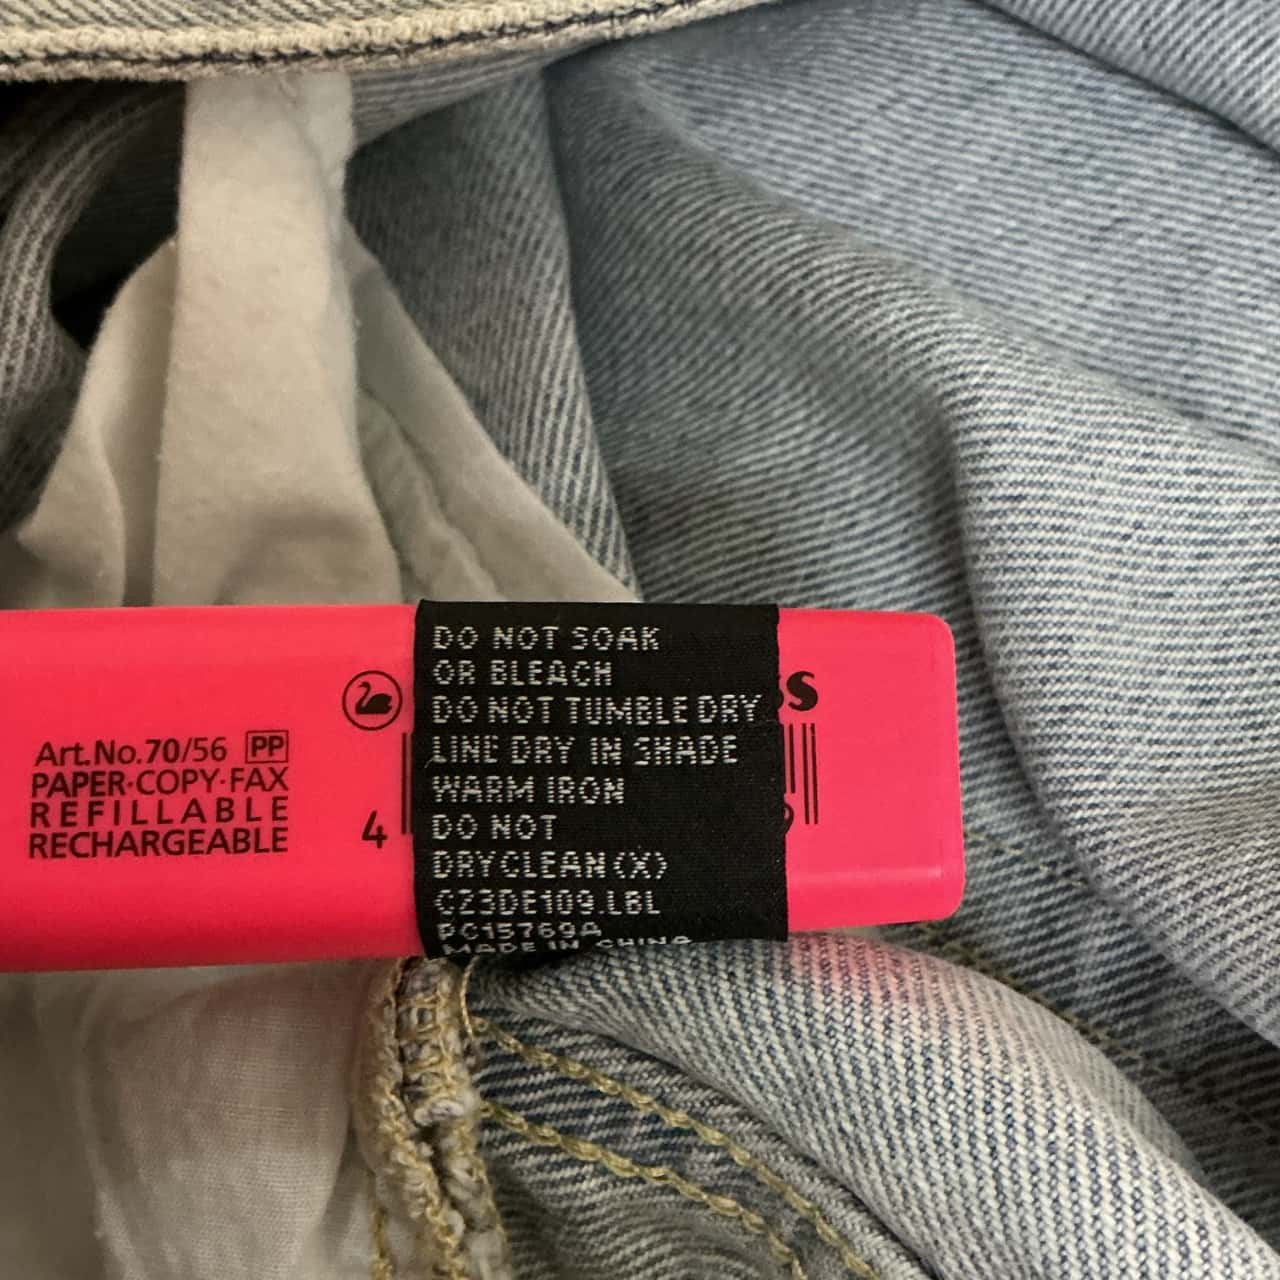 Art.No.70/56 PP
PAPER·COPY·FAX
REFILLABLE
RECHARGEABLE
4
DO NOT SOAK
OR BLEACH
DO NOT TUMBLE DRY
LINE DRY IN SHADE
WARM IRON
DO NOT
DRYCLEAN(X)
CZ3DE109.LBL
PC15769A
MADE IN CHINA